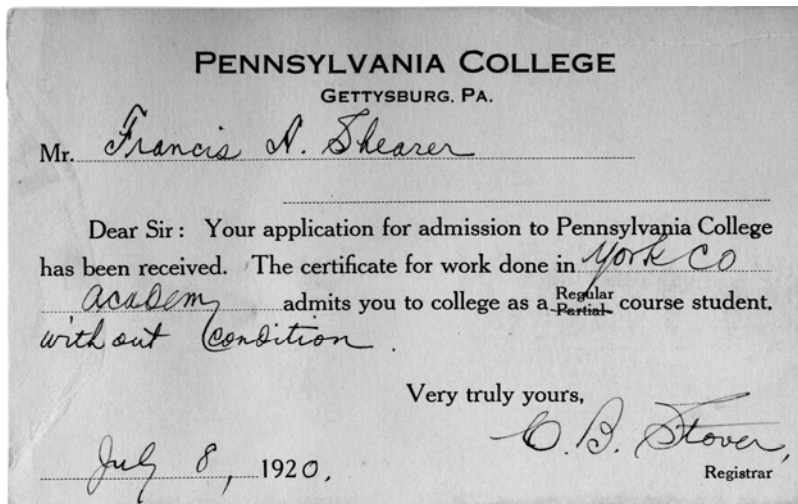 PENNSYLVANIA COLLEGE
GETTYSBURG, PA.
Mr. Francis A. Shearer
Dear Sir: Your application for admission to Pennsylvania College
has been received. The certificate for work done in York Co
academy admits you to college as a Regular Partial course student.
without Condition.
Very truly yours,
C. B. Stover,
Registrar
July 8, 1920.